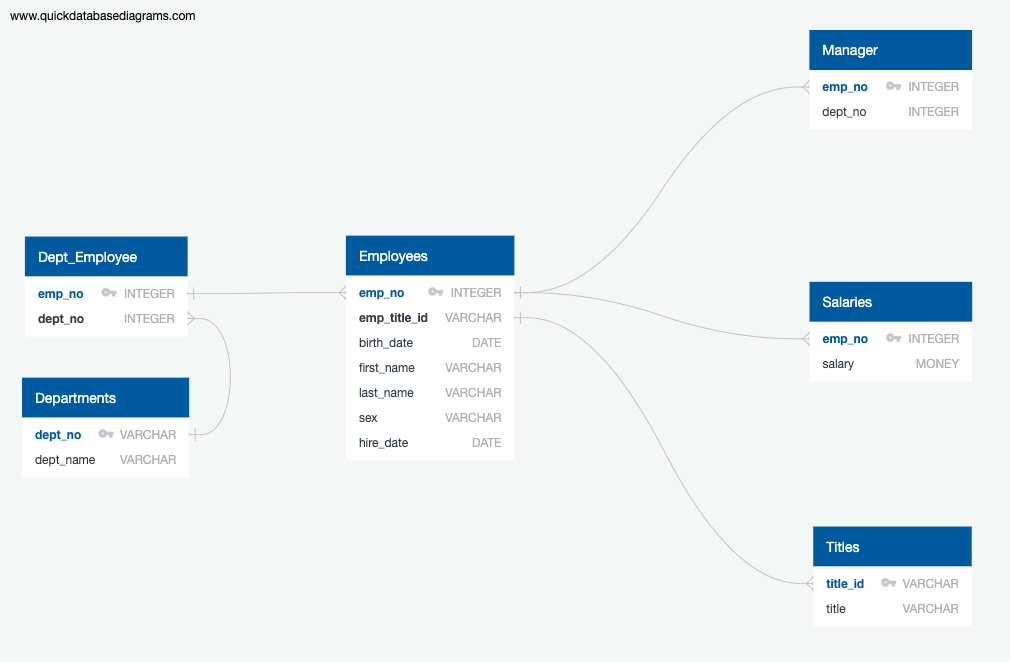 www.quickdatabasediagrams.com
Manager
emp_no INTEGER
dept_no INTEGER
Dept_Employee
emp_no INTEGER
dept_no INTEGER
Employees
emp_no INTEGER
emp_title_id VARCHAR
birth_date DATE
first_name VARCHAR
last_name VARCHAR
sex VARCHAR
hire_date DATE
Salaries
emp_no INTEGER
salary MONEY
Departments
dept_no VARCHAR
dept_name VARCHAR
Titles
title_id VARCHAR
title VARCHAR